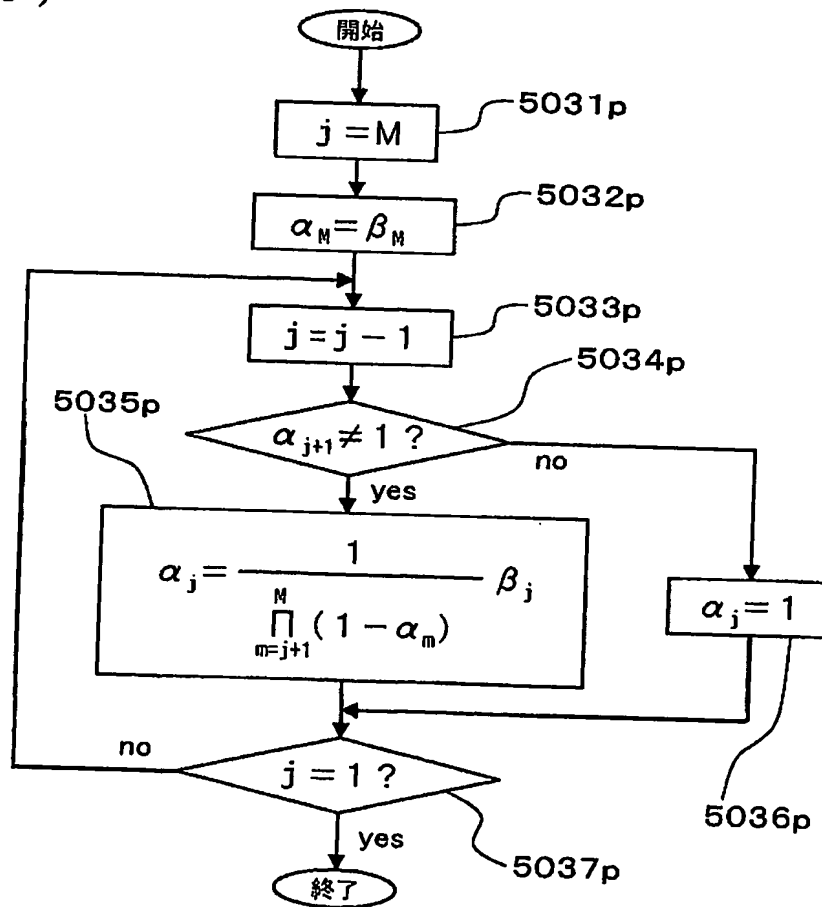 開始
5031p
j=M
5032p
α_M=β_M
5033p
j=j-1
5034p
5035p
α_{j+1}≠1?
no
yes
α_j= 1 / ∏_{m=j+1}^{M}(1-α_m) β_j
α_j=1
no
j=1?
5036p
yes
5037p
終了